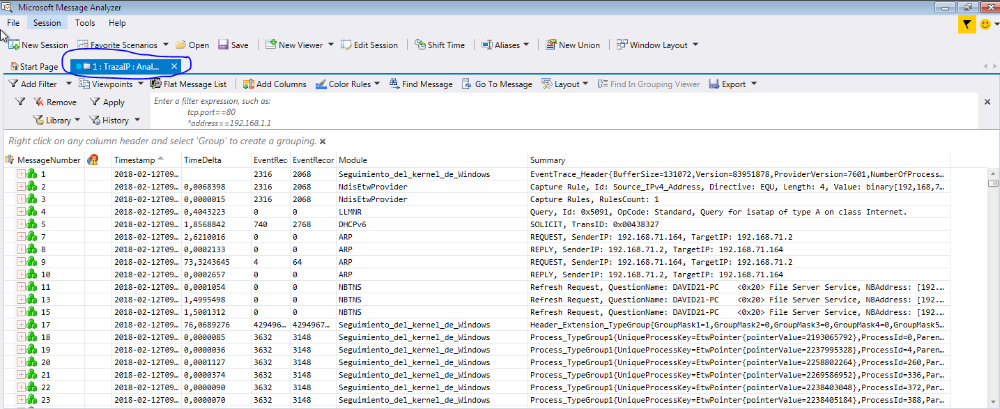 Microsoft Message Analyzer
File Session Tools Help
New Session Favorite Scenarios Open Save New Viewer Edit Session Shift Time Aliases New Union Window Layout
Start Page 1 : TrazaIP : Anal...
Add Filter Viewpoints Flat Message List Add Columns Color Rules Find Message Go To Message Layout Find In Grouping Viewer Export
Remove Apply Enter a filter expression, such as:
tcp.port==80
Library History *address==192.168.1.1
Right click on any column header and select 'Group' to create a grouping.
MessageNumber Timestamp TimeDelta EventRec EventRecor Module Summary
1 2018-02-12T09... 2316 2068 Seguimiento_del_kernel_de_Windows EventTrace_Header{BufferSize=131072,Version=83951878,ProviderVersion=7601,NumberOfProcess...
2 2018-02-12T09... 0,0068398 2316 2068 NdisEtwProvider Capture Rule, Id: Source_IPv4_Address, Directive: EQU, Length: 4, Value: binary[192,168,7...
3 2018-02-12T09... 0,0000015 2316 2068 NdisEtwProvider Capture Rules, RulesCount: 1
4 2018-02-12T09... 0,4043223 0 0 LLMNR Query, Id: 0x5091, OpCode: Standard, Query for isatap of type A on class Internet.
5 2018-02-12T09... 1,8568842 740 2768 DHCPv6 SOLICIT, TransID: 0x00438327
7 2018-02-12T09... 2,6210016 0 0 ARP REQUEST, SenderIP: 192.168.71.164, TargetIP: 192.168.71.2
8 2018-02-12T09... 0,0002133 0 0 ARP REPLY, SenderIP: 192.168.71.2, TargetIP: 192.168.71.164
9 2018-02-12T09... 73,3243645 4 64 ARP REQUEST, SenderIP: 192.168.71.164, TargetIP: 192.168.71.2
10 2018-02-12T09... 0,0002657 0 0 ARP REPLY, SenderIP: 192.168.71.2, TargetIP: 192.168.71.164
11 2018-02-12T09... 0,0001054 0 0 NBTNS Refresh Request, QuestionName: DAVID21-PC <0x20> File Server Service, NBAddress: [192....
13 2018-02-12T09... 1,4995498 0 0 NBTNS Refresh Request, QuestionName: DAVID21-PC <0x20> File Server Service, NBAddress: [192....
15 2018-02-12T09... 1,5001312 0 0 NBTNS Refresh Request, QuestionName: DAVID21-PC <0x20> File Server Service, NBAddress: [192....
17 2018-02-12T09... 76,0689276 429496... 4294967... Seguimiento_del_kernel_de_Windows Header_Extension_TypeGroup{GroupMask1=1,GroupMask2=0,GroupMask3=0,GroupMask4=0,GroupMask5...
18 2018-02-12T09... 0,0000085 3632 3148 Seguimiento_del_kernel_de_Windows Process_TypeGroup1{UniqueProcessKey=EtwPointer{pointerValue=2193065792},ProcessId=0,Paren...
19 2018-02-12T09... 0,0000036 3632 3148 Seguimiento_del_kernel_de_Windows Process_TypeGroup1{UniqueProcessKey=EtwPointer{pointerValue=2237995328},ProcessId=4,Paren...
20 2018-02-12T09... 0,0001127 3632 3148 Seguimiento_del_kernel_de_Windows Process_TypeGroup1{UniqueProcessKey=EtwPointer{pointerValue=2258802264},ProcessId=260,Par...
21 2018-02-12T09... 0,0000374 3632 3148 Seguimiento_del_kernel_de_Windows Process_TypeGroup1{UniqueProcessKey=EtwPointer{pointerValue=2269586952},ProcessId=336,Par...
22 2018-02-12T09... 0,0000090 3632 3148 Seguimiento_del_kernel_de_Windows Process_TypeGroup1{UniqueProcessKey=EtwPointer{pointerValue=2238403048},ProcessId=372,Par...
23 2018-02-12T09... 0,0000070 3632 3148 Seguimiento_del_kernel_de_Windows Process_TypeGroup1{UniqueProcessKey=EtwPointer{pointerValue=2238405184},ProcessId=388,Par...